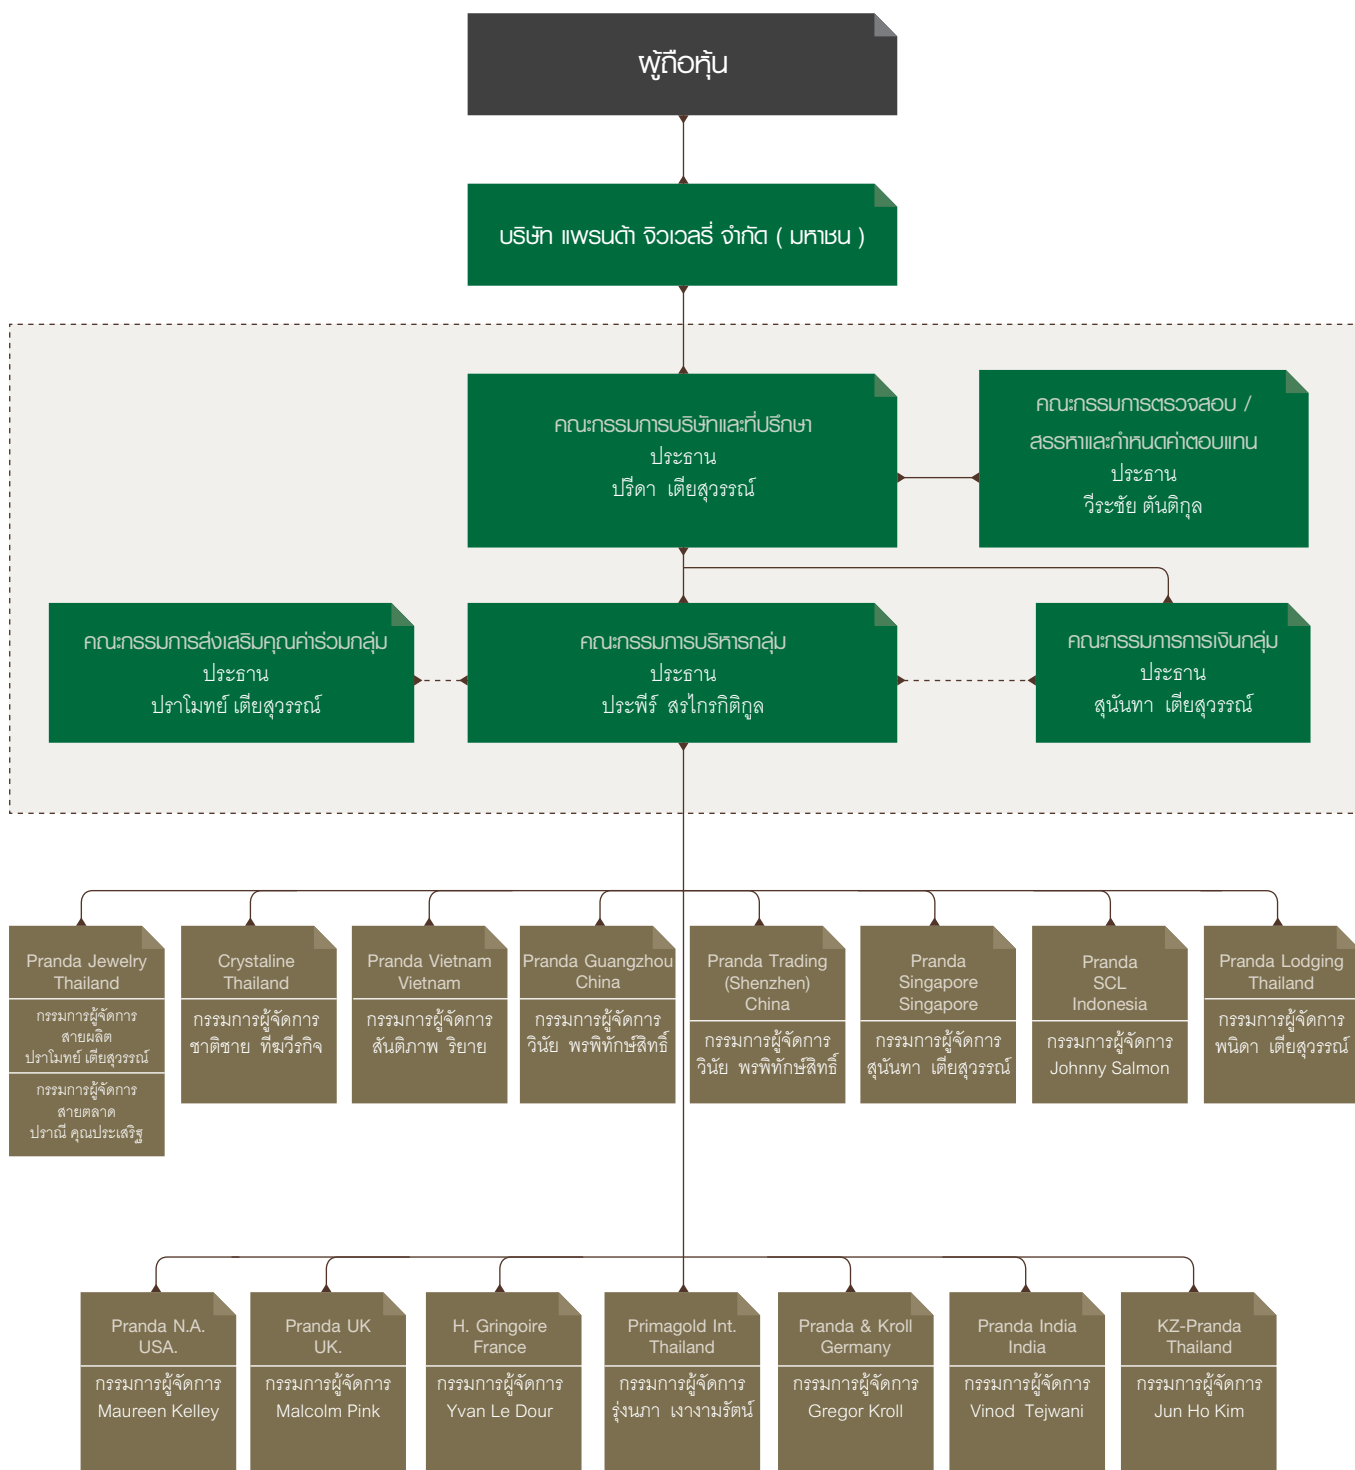 ผู้ถือหุ้น
บริษัท แพรนด้า จิวเวลรี่ จำกัด ( มหาชน )
คณะกรรมการบริษัทและที่ปรึกษา
ประธาน
ปรีดา เตียสุวรรณ์
คณะกรรมการตรวจสอบ /
สรรหาและกำหนดค่าตอบแทน
ประธาน
วีระชัย ตันติกุล
คณะกรรมการส่งเสริมคุณค่าร่วมกลุ่ม
ประธาน
ปราโมทย์ เตียสุวรรณ์
คณะกรรมการบริหารกลุ่ม
ประธาน
ประพีร์ สรไกรกิติกูล
คณะกรรมการการเงินกลุ่ม
ประธาน
สุนันทา เตียสุวรรณ์
Pranda Jewelry
Thailand
กรรมการผู้จัดการ
สายผลิต
ปราโมทย์ เตียสุวรรณ์
กรรมการผู้จัดการ
สายตลาด
ปราณี คุณประเสริฐ
Crystaline
Thailand
กรรมการผู้จัดการ
ชาติชาย ทีฆวีรกิจ
Pranda Vietnam
Vietnam
กรรมการผู้จัดการ
สันติภาพ ริยาย
Pranda Guangzhou
China
กรรมการผู้จัดการ
วินัย พรพิทักษ์สิทธิ์
Pranda Trading
(Shenzhen)
China
กรรมการผู้จัดการ
วินัย พรพิทักษ์สิทธิ์
Pranda
Singapore
Singapore
กรรมการผู้จัดการ
สุนันทา เตียสุวรรณ์
Pranda
SCL
Indonesia
กรรมการผู้จัดการ
Johnny Salmon
Pranda Lodging
Thailand
กรรมการผู้จัดการ
พนิดา เตียสุวรรณ์
Pranda N.A.
USA.
กรรมการผู้จัดการ
Maureen Kelley
Pranda UK
UK.
กรรมการผู้จัดการ
Malcolm Pink
H. Gringoire
France
กรรมการผู้จัดการ
Yvan Le Dour
Primagold Int.
Thailand
กรรมการผู้จัดการ
รุ่งนภา เงางามรัตน์
Pranda & Kroll
Germany
กรรมการผู้จัดการ
Gregor Kroll
Pranda India
India
กรรมการผู้จัดการ
Vinod Tejwani
KZ-Pranda
Thailand
กรรมการผู้จัดการ
Jun Ho Kim